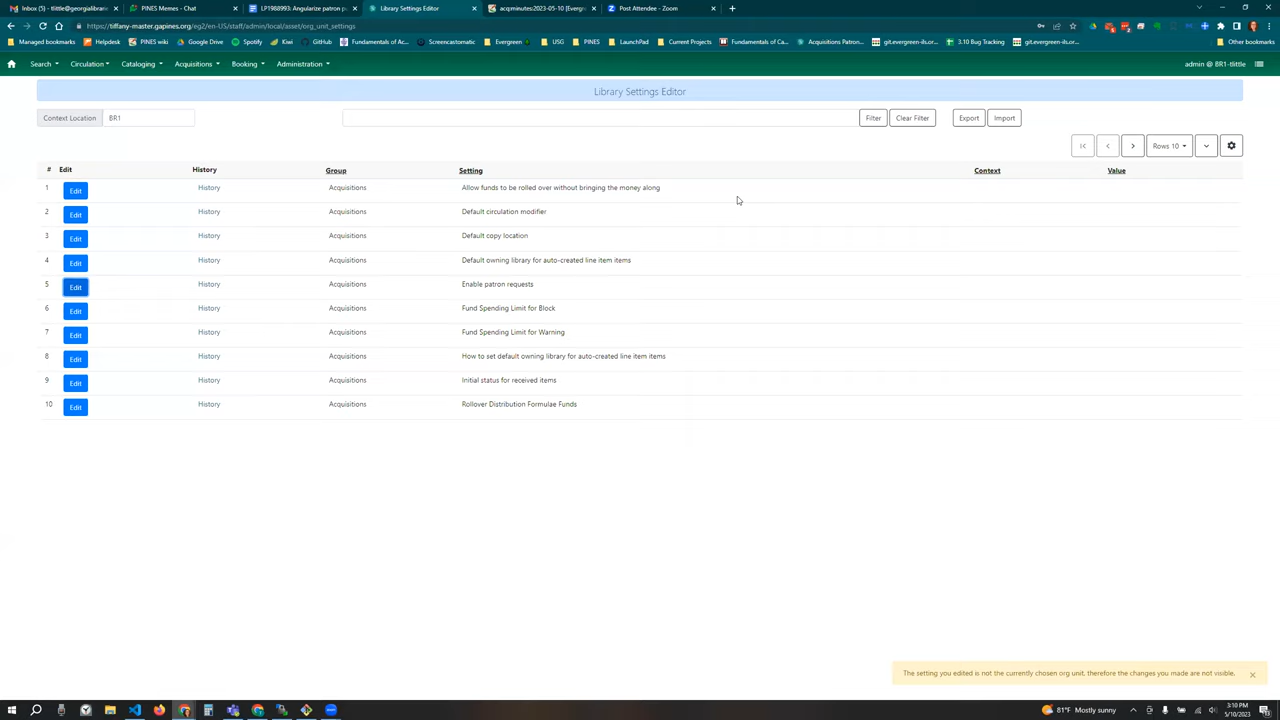 Inbox (5) - tlittle@georgialibrarie
PINES Memes - Chat
LP1988993: Angularize patron p
Library Settings Editor
acqminutes:2023-05-10 [Evergr
Post Attendee - Zoom
https://tiffany-master.gapines.org/eg2/en-US/staff/admin/local/asset/org_unit_settings
Managed bookmarks
Helpdesk
PINES WIKI
Google Drive
Spotify
Kiwi
GitHub
Fundamentals of Ac...
Screencastomatic
Evergreen
USG
PINES
LaunchPad
Current Projects
Fundamentals of Ca...
Acquisitions Patron...
git.evergreen-ils.or...
3.10 Bug Tracking
git.evergreen-ils.or...
Other bookmarks
Search
Circulation
Cataloging
Acquisitions
Booking
Administration
admin @ BR1-tlittle
Library Settings Editor
Context Location BR1
Filter
Clear Filter
Export
Import
Rows 10
# Edit History Group Setting Context Value
1 Edit History Acquisitions Allow funds to be rolled over without bringing the money along
2 Edit History Acquisitions Default circulation modifier
3 Edit History Acquisitions Default copy location
4 Edit History Acquisitions Default owning library for auto-created line item items
5 Edit History Acquisitions Enable patron requests
6 Edit History Acquisitions Fund Spending Limit for Block
7 Edit History Acquisitions Fund Spending Limit for Warning
8 Edit History Acquisitions How to set default owning library for auto-created line item items
9 Edit History Acquisitions Initial status for received items
10 Edit History Acquisitions Rollover Distribution Formulae Funds
The setting you edited is not the currently chosen org unit, therefore the changes you made are not visible.
81°F Mostly sunny
3:10 PM
5/10/2023